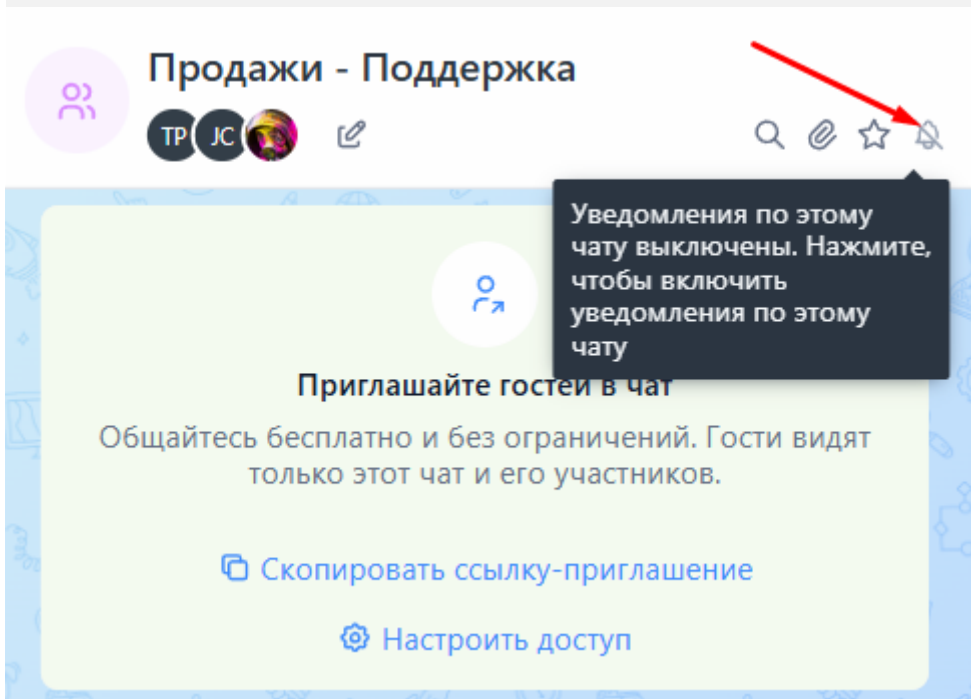 Продажи - Поддержка
TP JC
Уведомления по этому
чату выключены. Нажмите,
чтобы включить
уведомления по этому
чату
Приглашайте гостей в чат
Общайтесь бесплатно и без ограничений. Гости видят
только этот чат и его участников.
Скопировать ссылку-приглашение
Настроить доступ